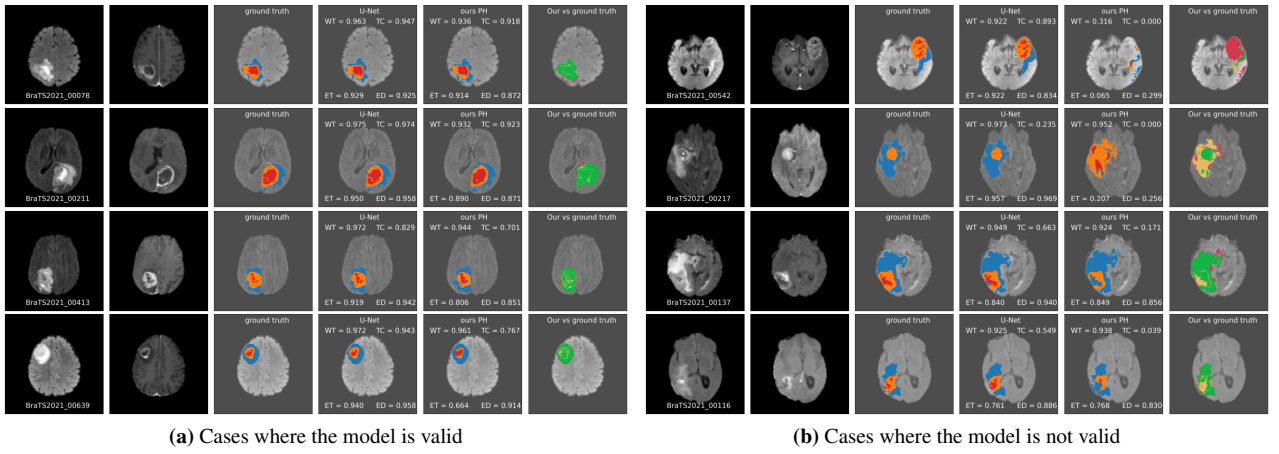 ground truth U-Net ours PH Our vs ground truth
WT = 0.963 TC = 0.947 WT = 0.936 TC = 0.918
BraTS2021_00078 ET = 0.929 ED = 0.925 ET = 0.914 ED = 0.872
ground truth U-Net ours PH Our vs ground truth
WT = 0.975 TC = 0.974 WT = 0.932 TC = 0.923
BraTS2021_00211 ET = 0.950 ED = 0.958 ET = 0.890 ED = 0.871
ground truth U-Net ours PH Our vs ground truth
WT = 0.972 TC = 0.829 WT = 0.944 TC = 0.701
BraTS2021_00413 ET = 0.919 ED = 0.942 ET = 0.806 ED = 0.851
ground truth U-Net ours PH Our vs ground truth
WT = 0.972 TC = 0.943 WT = 0.961 TC = 0.767
BraTS2021_00639 ET = 0.940 ED = 0.958 ET = 0.664 ED = 0.914
(a) Cases where the model is valid
ground truth U-Net ours PH Our vs ground truth
WT = 0.922 TC = 0.893 WT = 0.316 TC = 0.000
BraTS2021_00542 ET = 0.922 ED = 0.834 ET = 0.065 ED = 0.299
ground truth U-Net ours PH Our vs ground truth
WT = 0.973 TC = 0.235 WT = 0.952 TC = 0.000
BraTS2021_00217 ET = 0.957 ED = 0.969 ET = 0.207 ED = 0.256
ground truth U-Net ours PH Our vs ground truth
WT = 0.949 TC = 0.663 WT = 0.924 TC = 0.171
BraTS2021_00137 ET = 0.840 ED = 0.940 ET = 0.849 ED = 0.856
ground truth U-Net ours PH Our vs ground truth
WT = 0.925 TC = 0.549 WT = 0.938 TC = 0.039
BraTS2021_00116 ET = 0.761 ED = 0.886 ET = 0.768 ED = 0.830
(b) Cases where the model is not valid